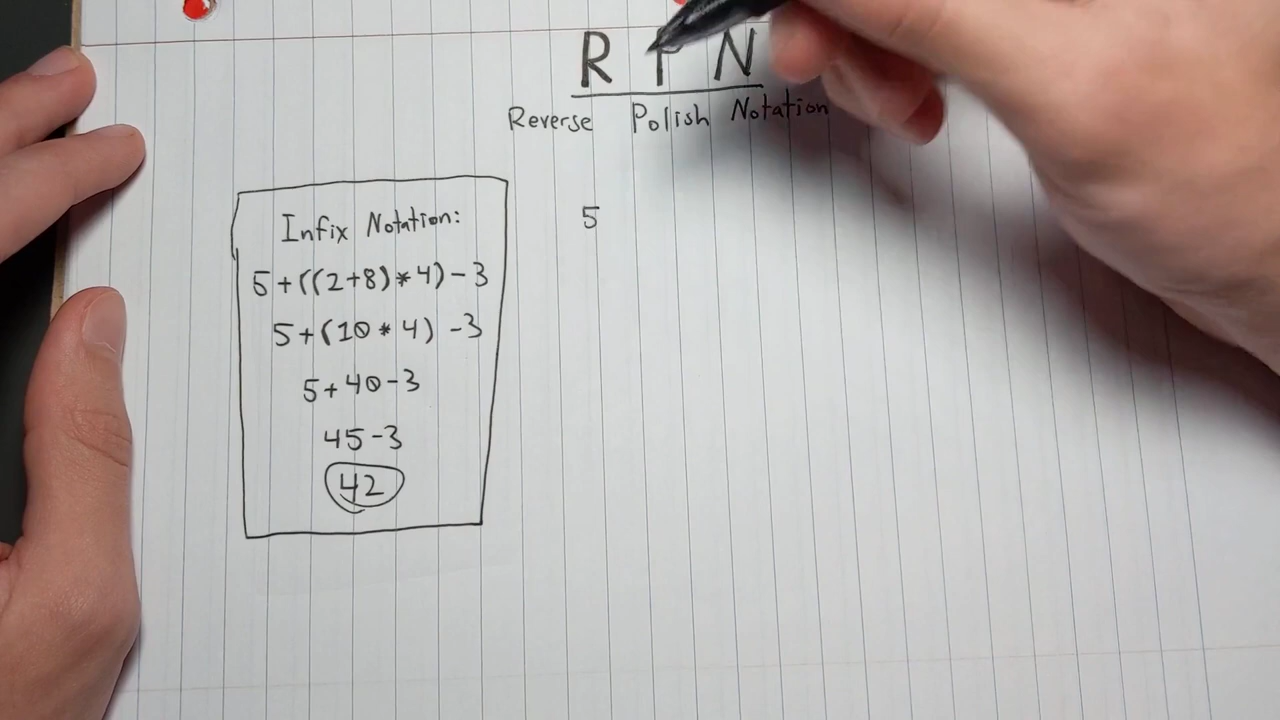 R P N
Reverse Polish Notation
Infix Notation:
5+((2+8)*4)-3
5+(10*4)-3
5+40-3
45-3
42
5